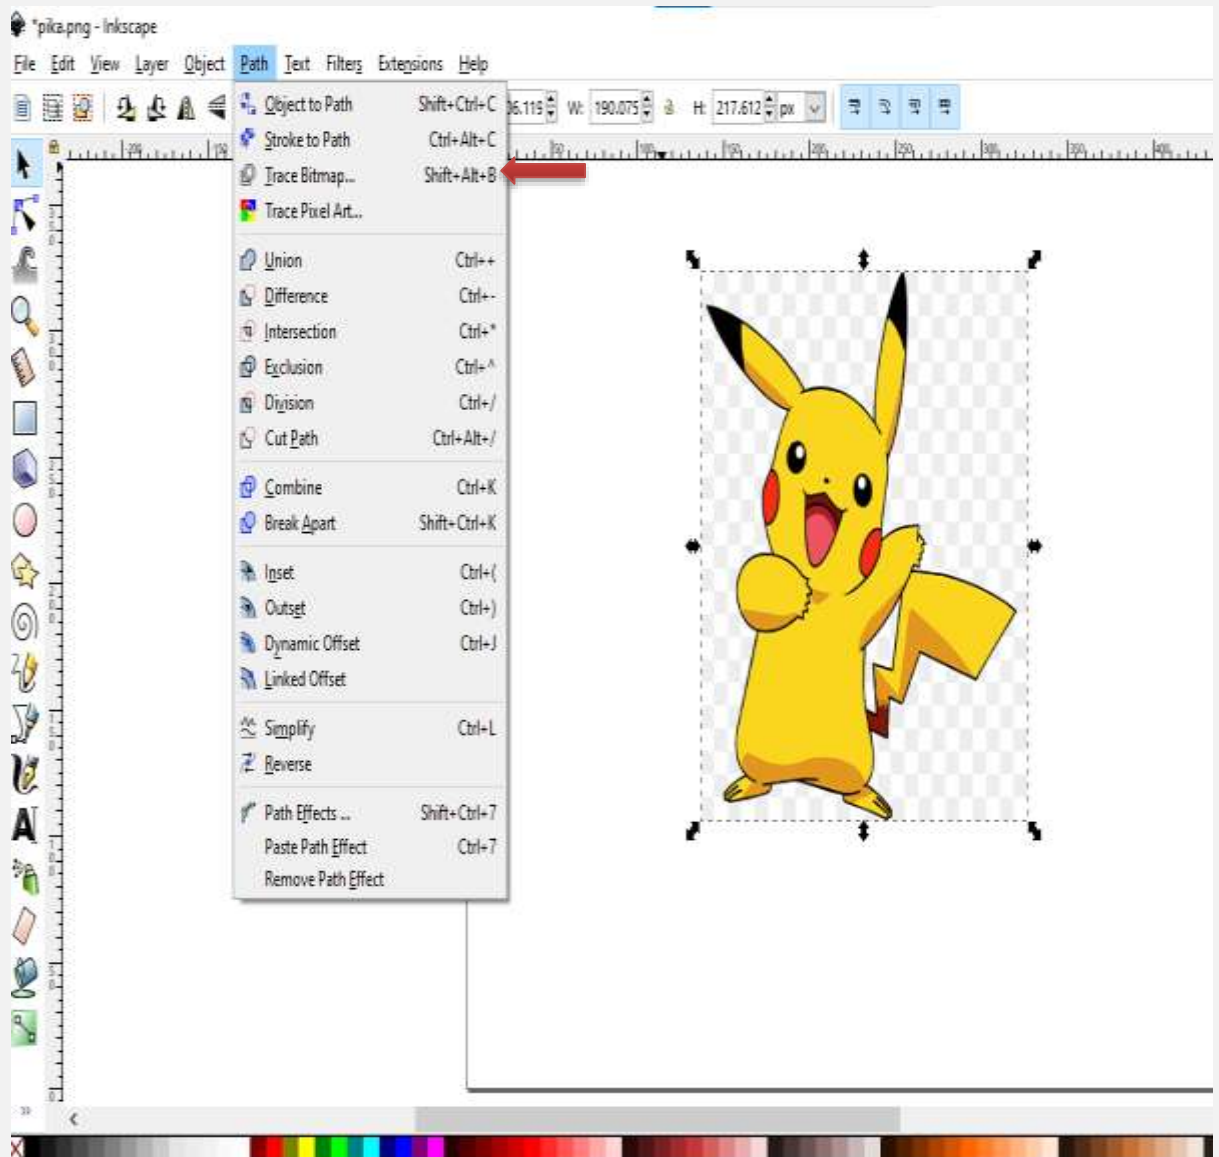 *pika.png - Inkscape
File Edit View Layer Object Path Text Filters Extensions Help
Object to Path Shift+Ctrl+C
6.119 W: 190.075 H: 217.612 px
Stroke to Path Ctrl+Alt+C
Trace Bitmap... Shift+Alt+B
Trace Pixel Art...
Union Ctrl++
Difference Ctrl+-
Intersection Ctrl+*
Exclusion Ctrl+^
Division Ctrl+/
Cut Path Ctrl+Alt+/
Combine Ctrl+K
Break Apart Shift+Ctrl+K
Inset Ctrl+(
Outset Ctrl+)
Dynamic Offset Ctrl+J
Linked Offset
Simplify Ctrl+L
Reverse
Path Effects ... Shift+Ctrl+7
Paste Path Effect Ctrl+7
Remove Path Effect